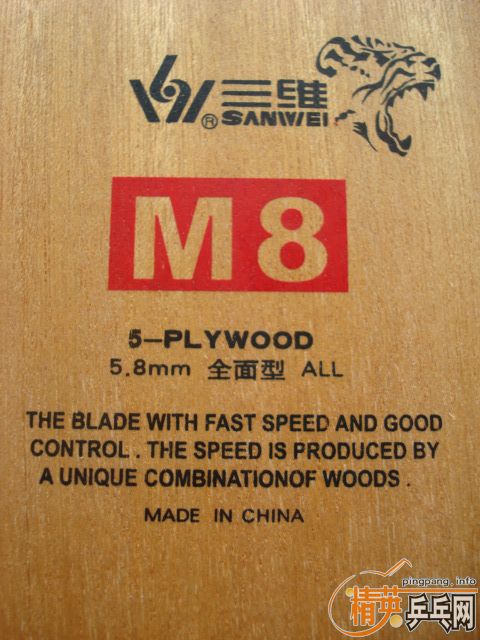 三维
® SANWEI
M8
5-PLYWOOD
5.8mm 全面型 ALL
THE BLADE WITH FAST SPEED AND GOOD
CONTROL . THE SPEED IS PRODUCED BY
A UNIQUE COMBINATIONOF WOODS .
MADE IN CHINA
pingpang.info
精英乒乓网